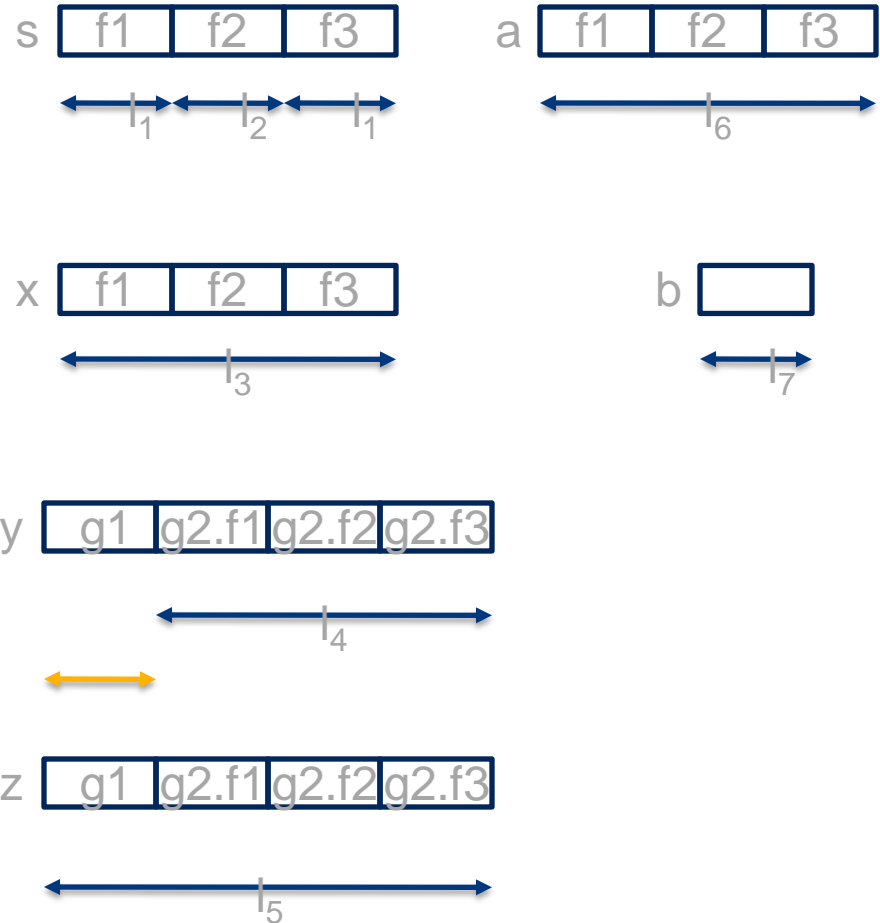 s f1 f2 f3 a f1 f2 f3
l₁ l₂ l₁ l₆
x f1 f2 f3 b
l₃ l₇
y g1 g2.f1 g2.f2 g2.f3
l₄
z g1 g2.f1 g2.f2 g2.f3
l₅